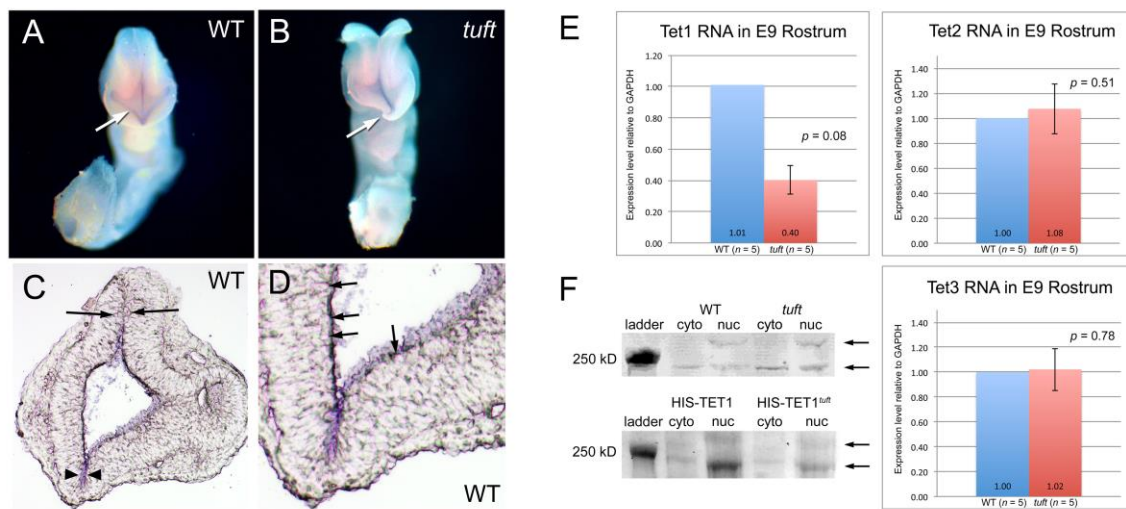 A
WT
B
tuft
C
WT
D
WT
E
Tet1 RNA in E9 Rostrum
Expression level relative to GAPDH
1.20
1.00
0.80
0.60
0.40
0.20
0.00
p = 0.08
1.01
0.40
WT (n = 5)
tuft (n = 5)
Tet2 RNA in E9 Rostrum
Expression level relative to GAPDH
1.40
1.20
1.00
0.80
0.60
0.40
0.20
0.00
p = 0.51
1.00
1.08
WT (n = 5)
tuft (n = 5)
Tet3 RNA in E9 Rostrum
Expression level relative to GAPDH
1.40
1.20
1.00
0.80
0.60
0.40
0.20
0.00
p = 0.78
1.00
1.02
WT (n = 5)
tuft (n = 5)
F
WT tuft
ladder cyto nuc cyto nuc
250 kD
HIS-TET1 HIS-TET1tuft
ladder cyto nuc cyto nuc
250 kD